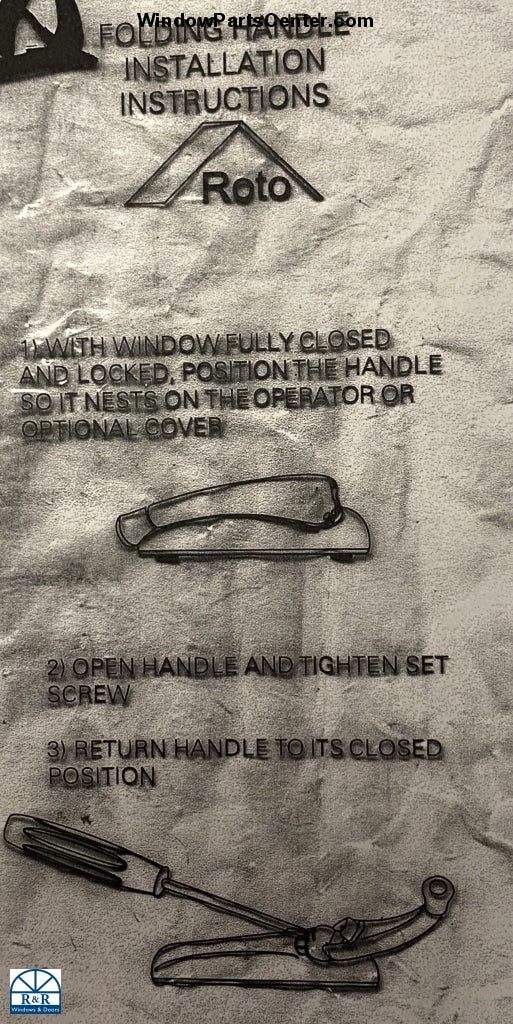 WindowPartsCenter.com
FOLDING HANDLE
INSTALLATION
INSTRUCTIONS
Roto
1) WITH WINDOW FULLY CLOSED
AND LOCKED, POSITION THE HANDLE
SO IT NESTS ON THE OPERATOR OR
OPTIONAL COVER
2) OPEN HANDLE AND TIGHTEN SET
SCREW
3) RETURN HANDLE TO ITS CLOSED
POSITION
R&R
Windows & Doors